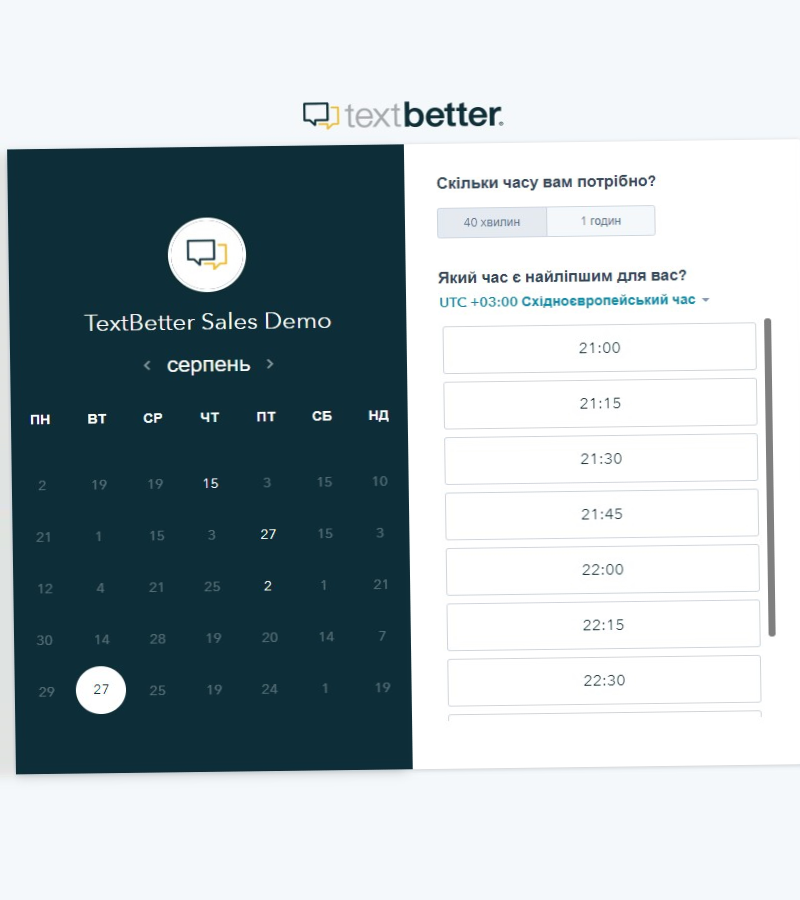 textbetter®
TextBetter Sales Demo
серпень
ПН ВТ СР ЧТ ПТ СБ НД
2 19 19 15 3 15 10
21 1 15 3 27 15 3
12 4 21 25 2 1 21
30 14 28 19 20 14 7
29 27 25 19 24 1 19
Скільки часу вам потрібно?
40 хвилин 1 годин
Який час є найліпшим для вас?
UTC +03:00 Східноєвропейський час
21:00
21:15
21:30
21:45
22:00
22:15
22:30